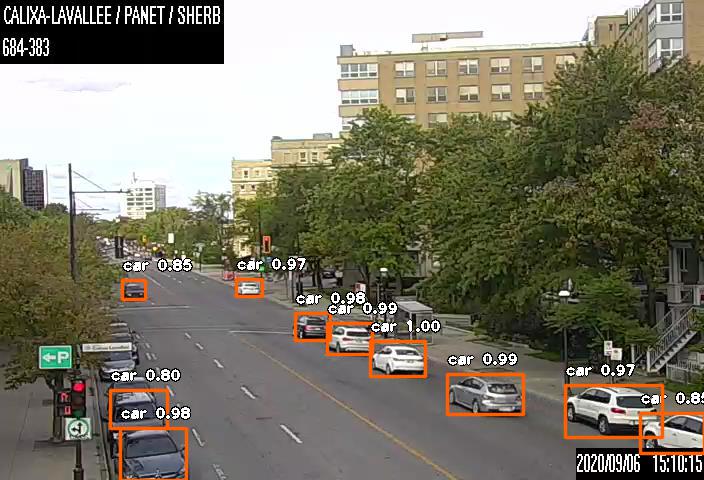 CALIXA-LAVALLEE / PANET / SHERB
684-383
car 0.85
car 0.97
car 0.98
car 0.99
car 1.00
car 0.80
car 0.99
car 0.97
car 0.98
P
2020/09/06 15:10:15